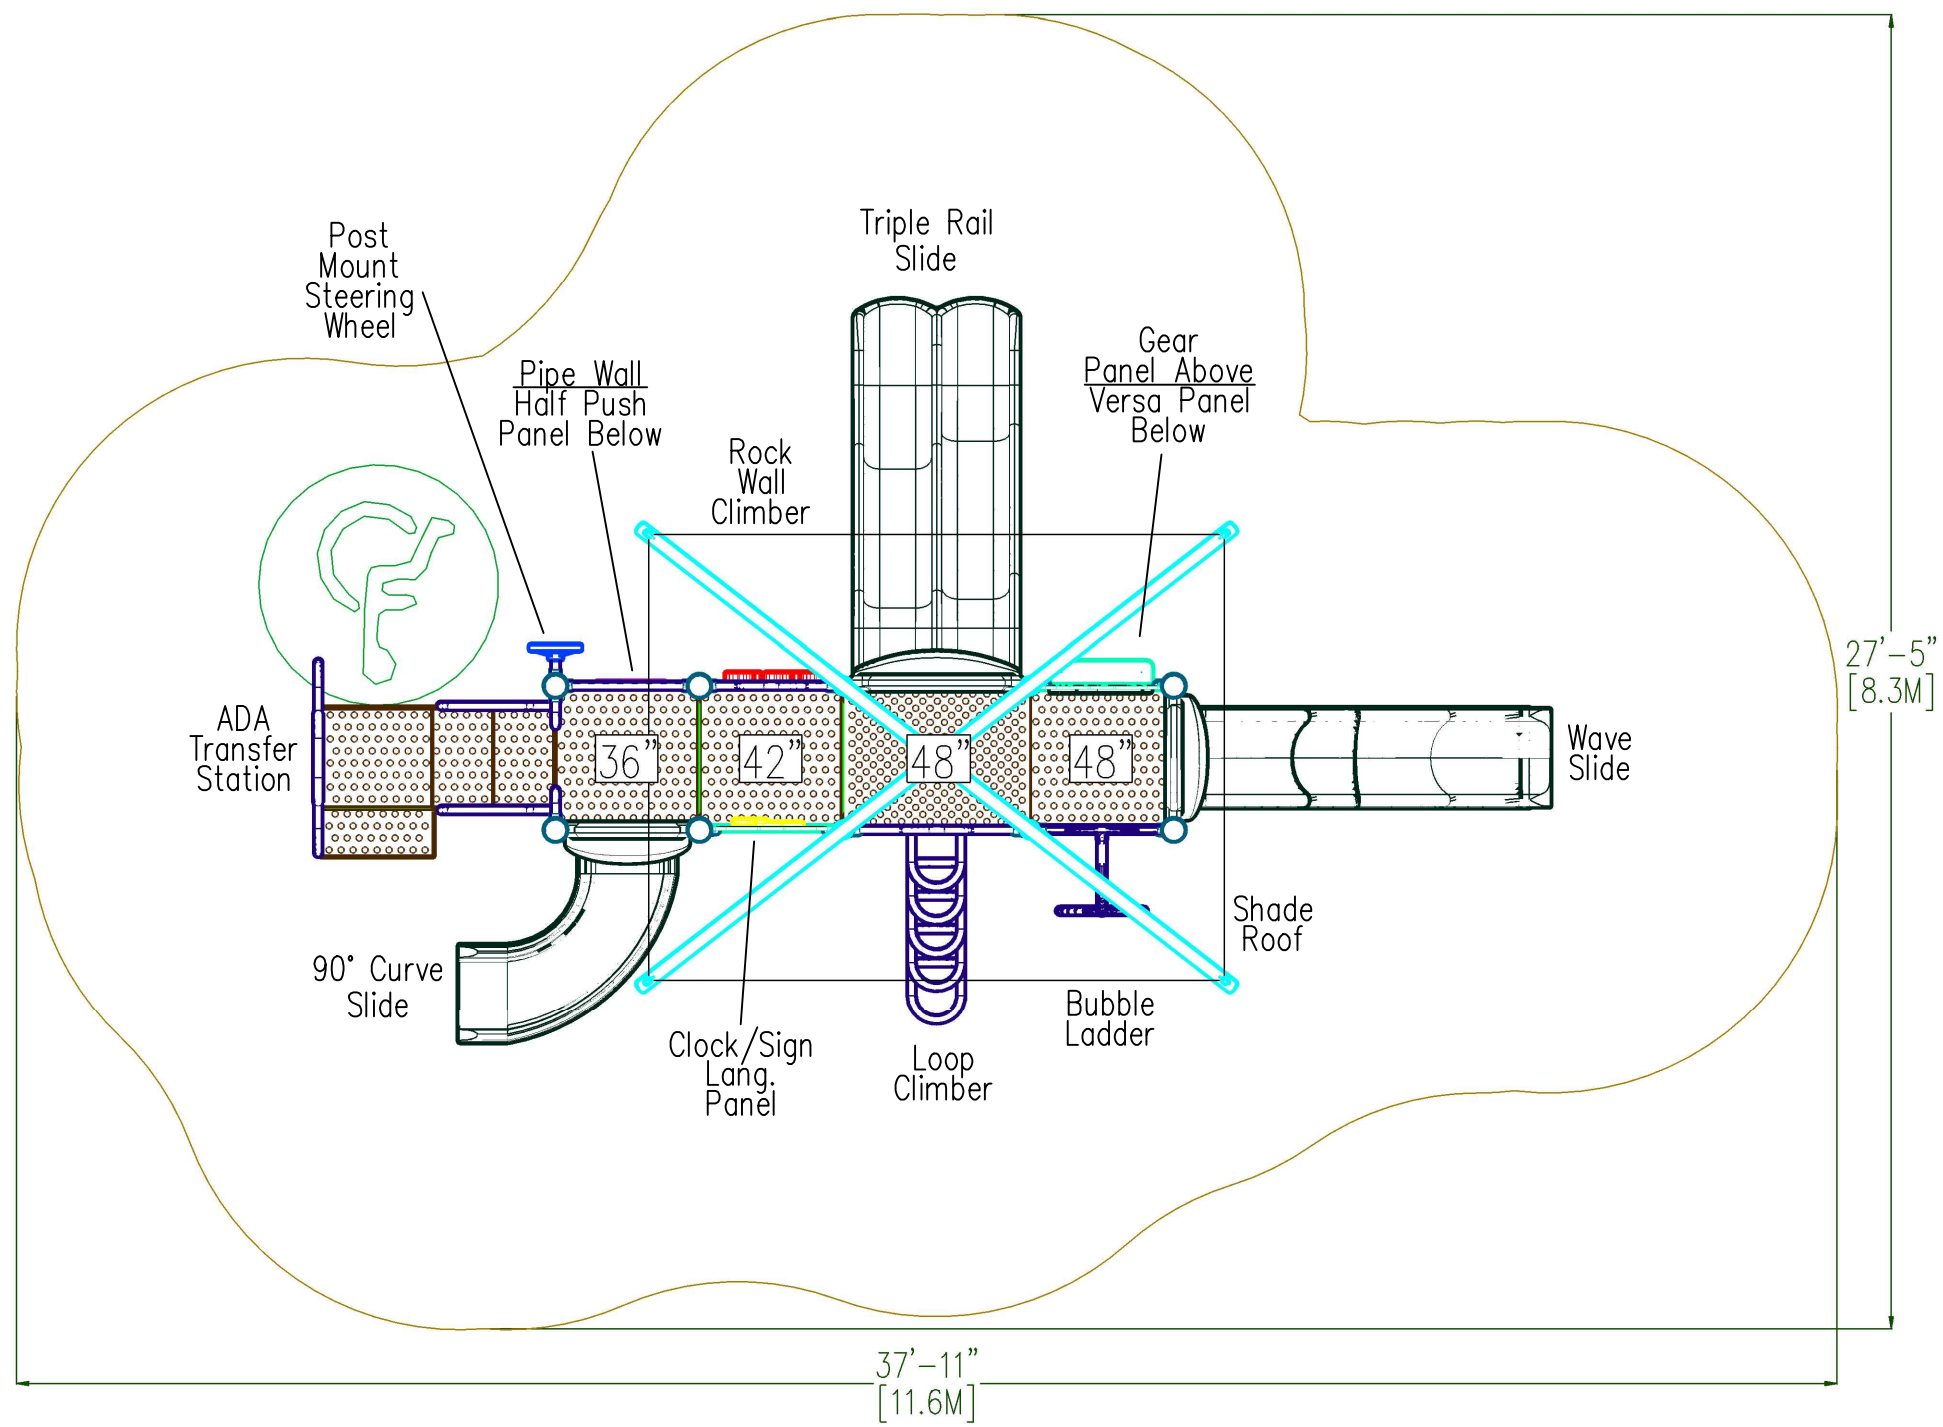 Triple Rail
Slide
Post
Mount
Steering
Wheel
Pipe Wall
Half Push
Panel Below
Gear
Panel Above
Versa Panel
Below
Rock
Wall
Climber
27'-5"
[8.3M]
ADA
Transfer
Station
36"
42"
48"
48"
Wave
Slide
90° Curve
Slide
Shade
Roof
Bubble
Ladder
Clock/Sign
Lang.
Panel
Loop
Climber
37'-11"
[11.6M]